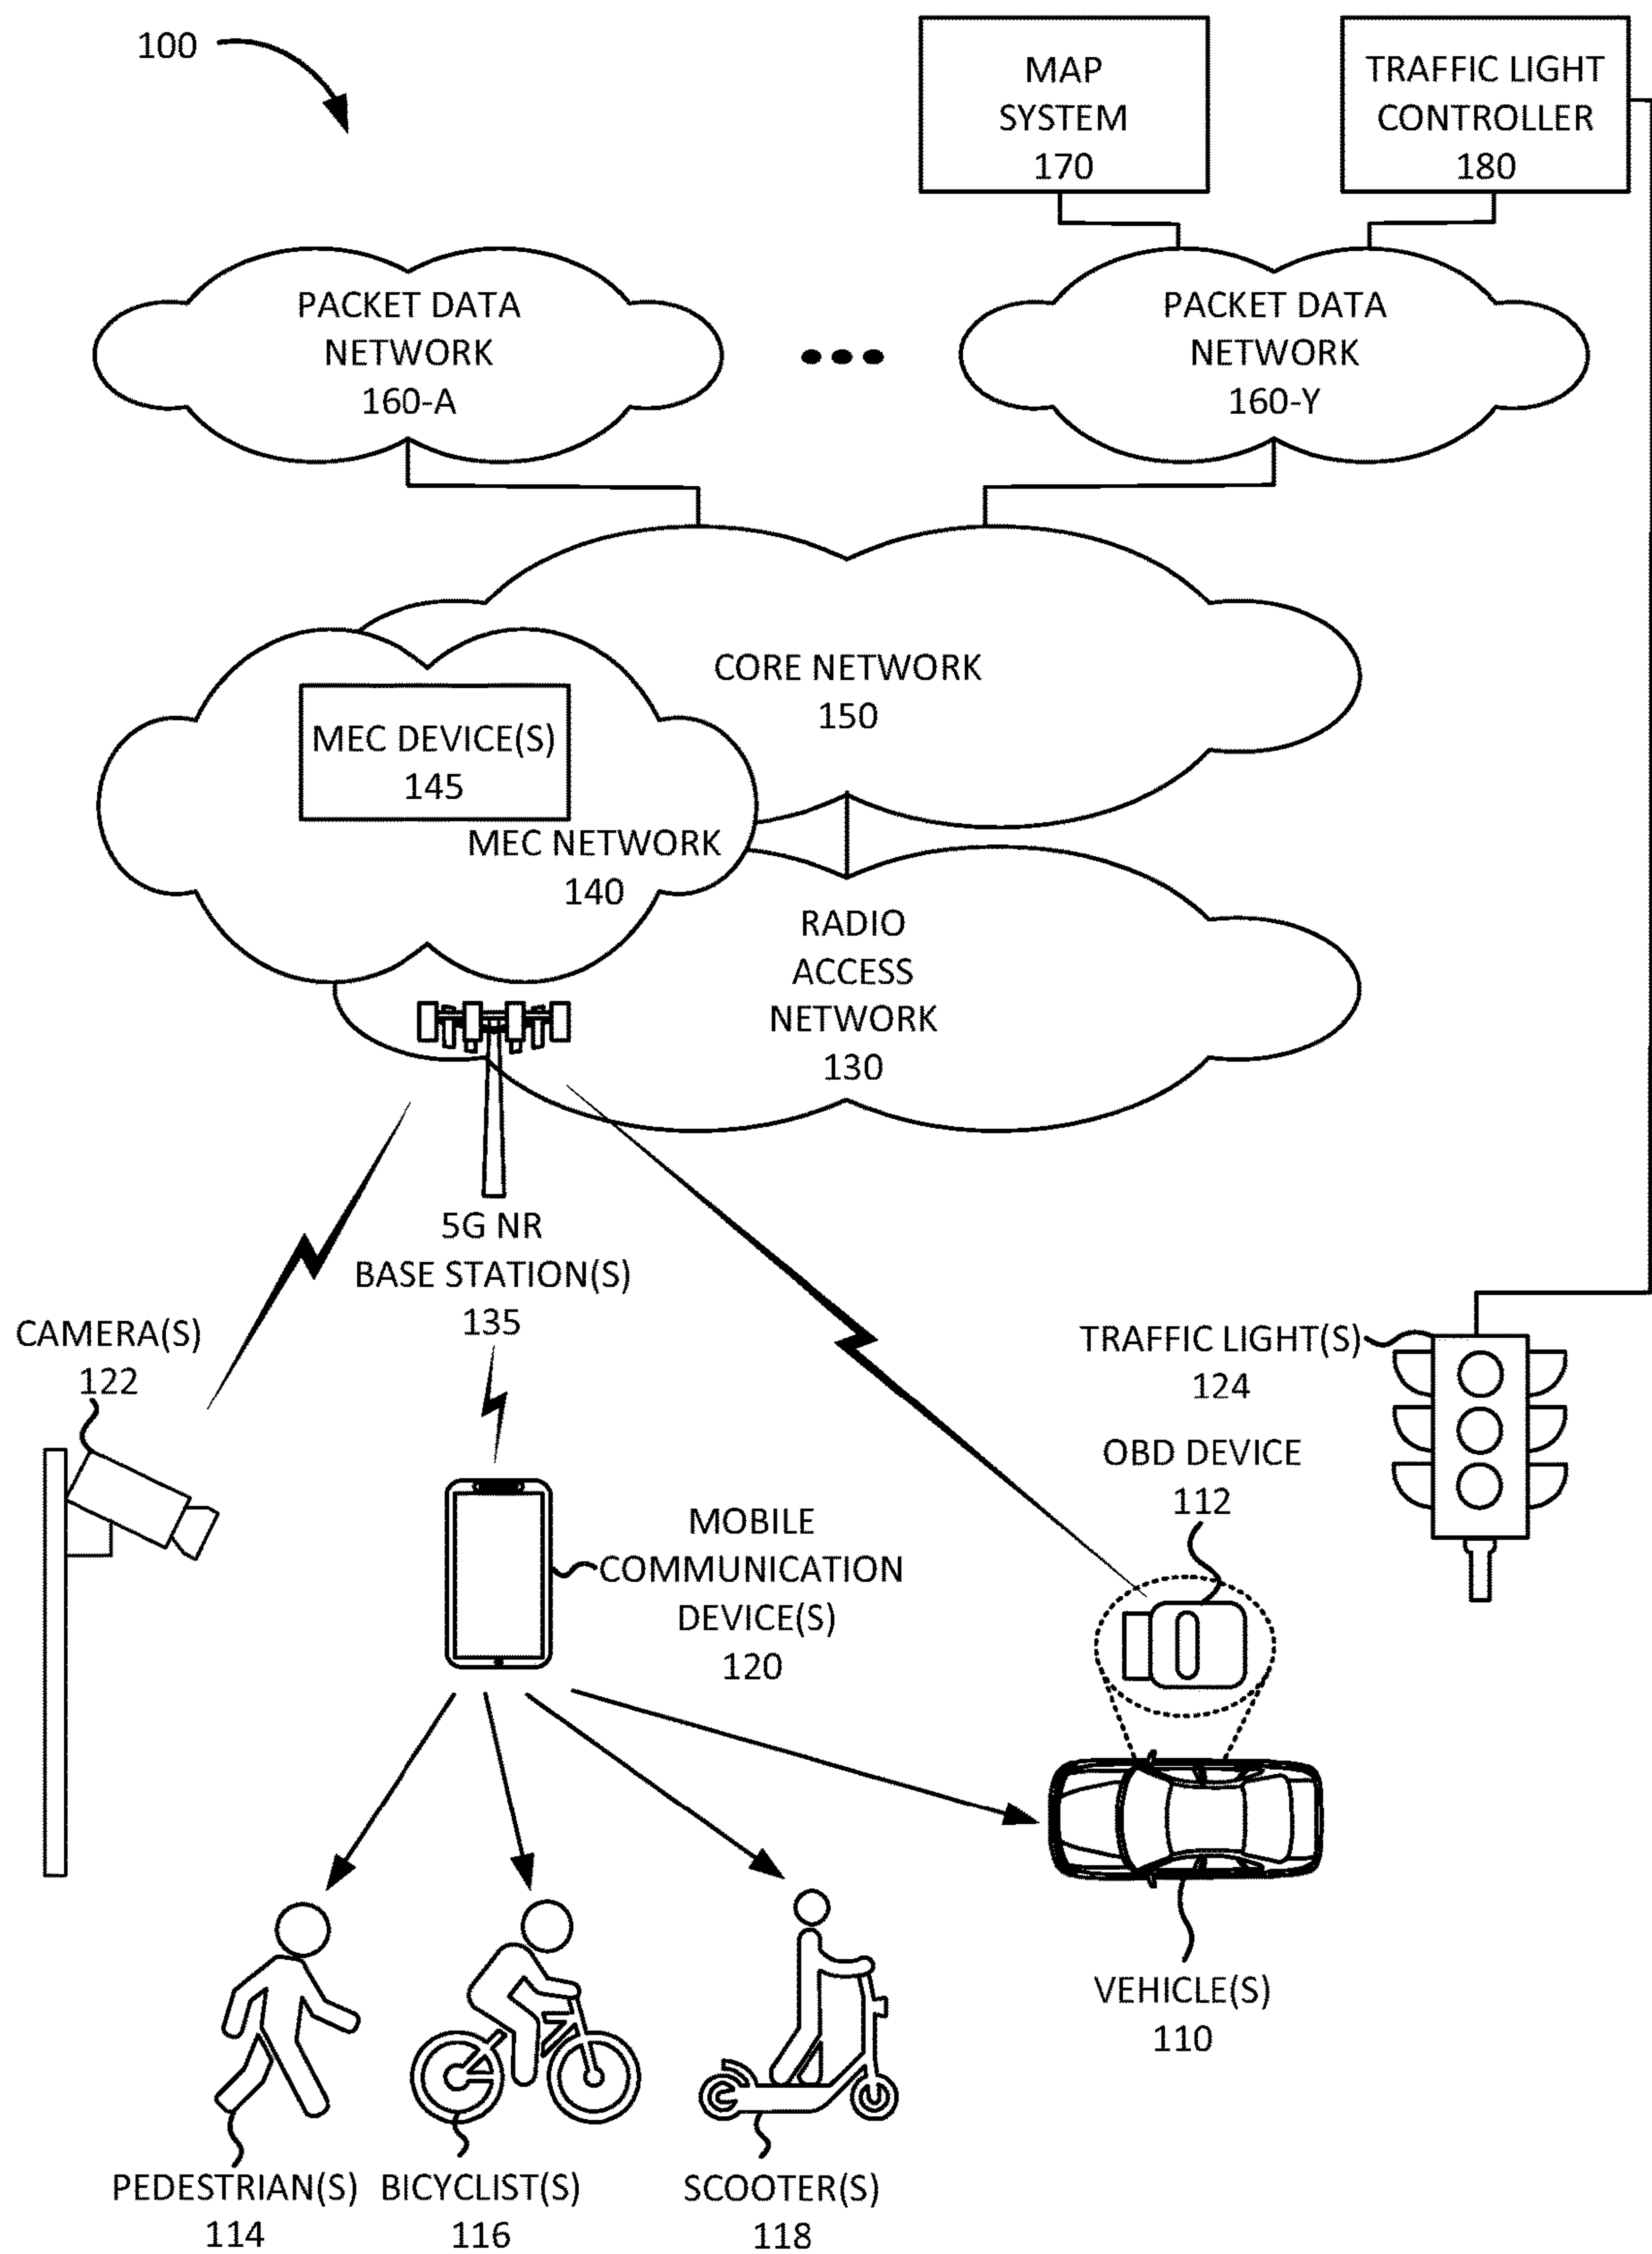 100
MAP
SYSTEM
170
TRAFFIC LIGHT
CONTROLLER
180
PACKET DATA
NETWORK
160-A
PACKET DATA
NETWORK
160-Y
CORE NETWORK
150
MEC DEVICE(S)
145
MEC NETWORK
140
RADIO
ACCESS
NETWORK
130
5G NR
BASE STATION(S)
135
CAMERA(S)
122
TRAFFIC LIGHT(S)
124
OBD DEVICE
112
MOBILE
COMMUNICATION
DEVICE(S)
120
VEHICLE(S)
110
PEDESTRIAN(S)
114
BICYCLIST(S)
116
SCOOTER(S)
118